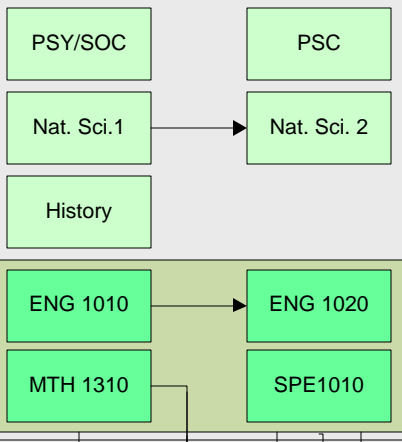 PSY/SOC
PSC
Nat. Sci.1
Nat. Sci. 2
History
ENG 1010
ENG 1020
MTH 1310
SPE1010